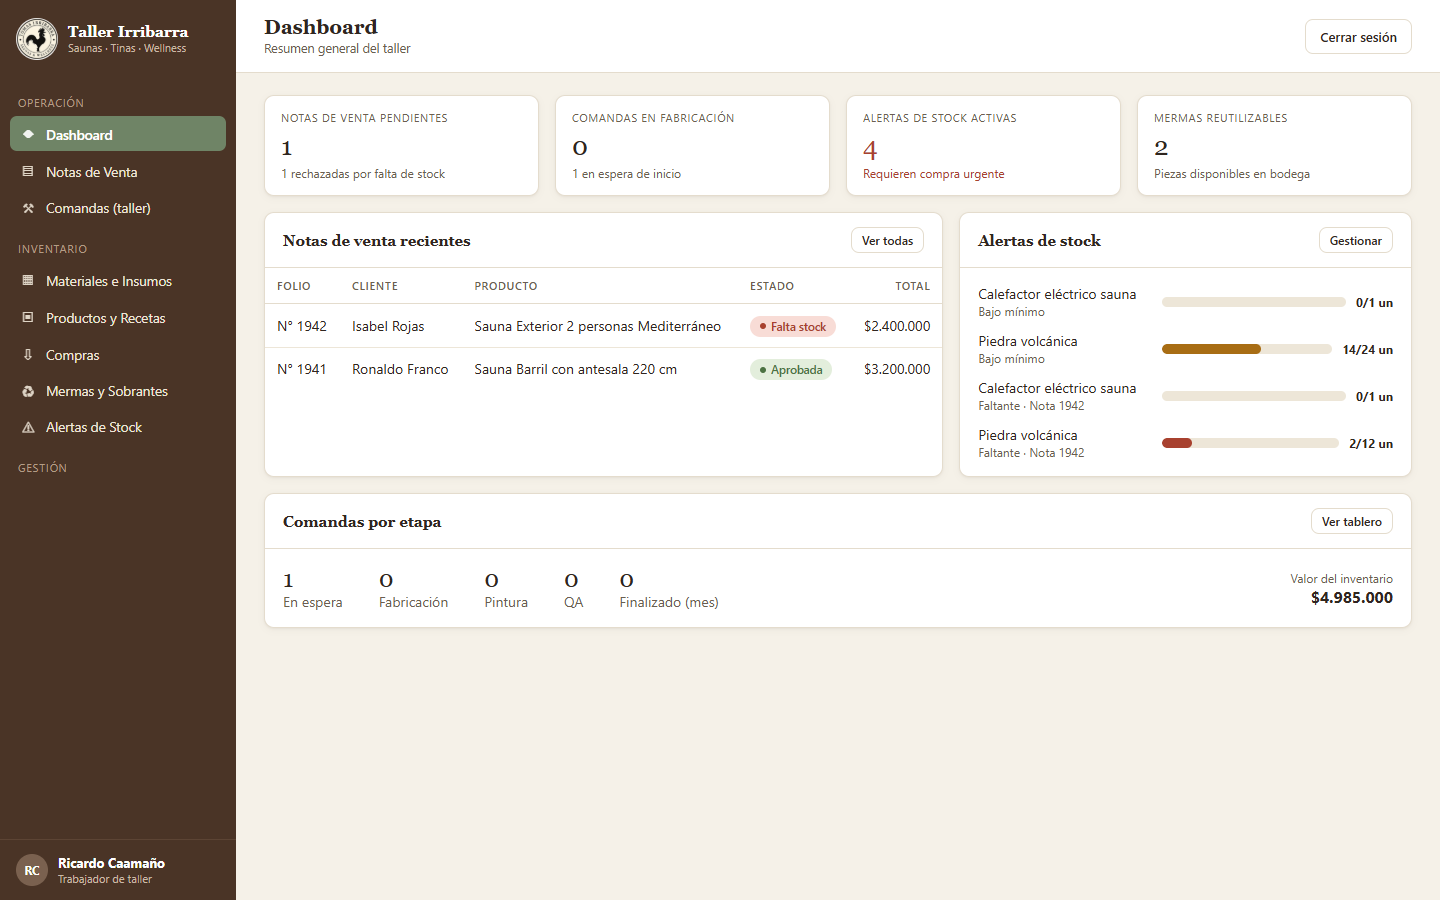 Taller Irribarra
Saunas · Tinas · Wellness
OPERACIÓN
Dashboard
Notas de Venta
Comandas (taller)
INVENTARIO
Materiales e Insumos
Productos y Recetas
Compras
Mermas y Sobrantes
Alertas de Stock
GESTIÓN
RC
Ricardo Caamaño
Trabajador de taller
Dashboard
Resumen general del taller
Cerrar sesión
NOTAS DE VENTA PENDIENTES
1
1 rechazadas por falta de stock
COMANDAS EN FABRICACIÓN
0
1 en espera de inicio
ALERTAS DE STOCK ACTIVAS
4
Requieren compra urgente
MERMAS REUTILIZABLES
2
Piezas disponibles en bodega
Notas de venta recientes
Ver todas
FOLIO CLIENTE PRODUCTO ESTADO TOTAL
N° 1942 Isabel Rojas Sauna Exterior 2 personas Mediterráneo Falta stock $2.400.000
N° 1941 Ronaldo Franco Sauna Barril con antesala 220 cm Aprobada $3.200.000
Alertas de stock
Gestionar
Calefactor eléctrico sauna
Bajo mínimo
0/1 un
Piedra volcánica
Bajo mínimo
14/24 un
Calefactor eléctrico sauna
Faltante · Nota 1942
0/1 un
Piedra volcánica
Faltante · Nota 1942
2/12 un
Comandas por etapa
Ver tablero
1
En espera
0
Fabricación
0
Pintura
0
QA
0
Finalizado (mes)
Valor del inventario
$4.985.000